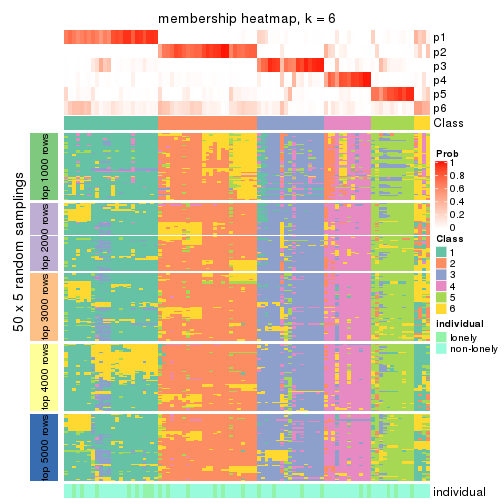 membership heatmap, k = 6
p1
p2
p3
p4
p5
p6
Class
50 x 5 random samplings
top 1000 rows
top 2000 rows
top 3000 rows
top 4000 rows
top 5000 rows
Prob
1
0.8
0.6
0.4
0.2
0
Class
1
2
3
4
5
6
Individual
lonely
non-lonely
individual